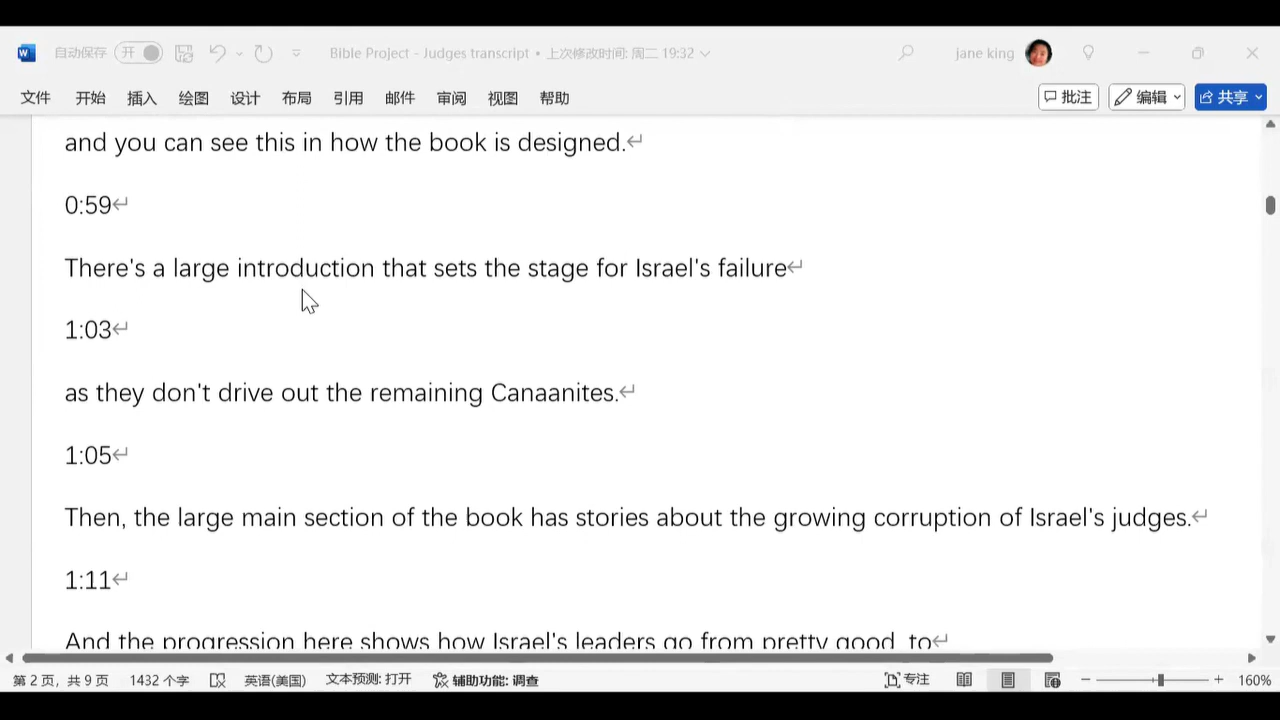 W 自动保存 开 Bible Project - Judges transcript • 上次修改时间: 周二 19:32 jane king
文件 开始 插入 绘图 设计 布局 引用 邮件 审阅 视图 帮助 批注 编辑 共享
and you can see this in how the book is designed.↵
0:59↵
There's a large introduction that sets the stage for Israel's failure↵
1:03↵
as they don't drive out the remaining Canaanites.↵
1:05↵
Then, the large main section of the book has stories about the growing corruption of Israel's judges.↵
1:11↵
And the progression here shows how Israel's leaders go from pretty good, to↵
第 2 页，共 9 页 1432 个字 英语(美国) 文本预测: 打开 辅助功能: 调查 专注 160%